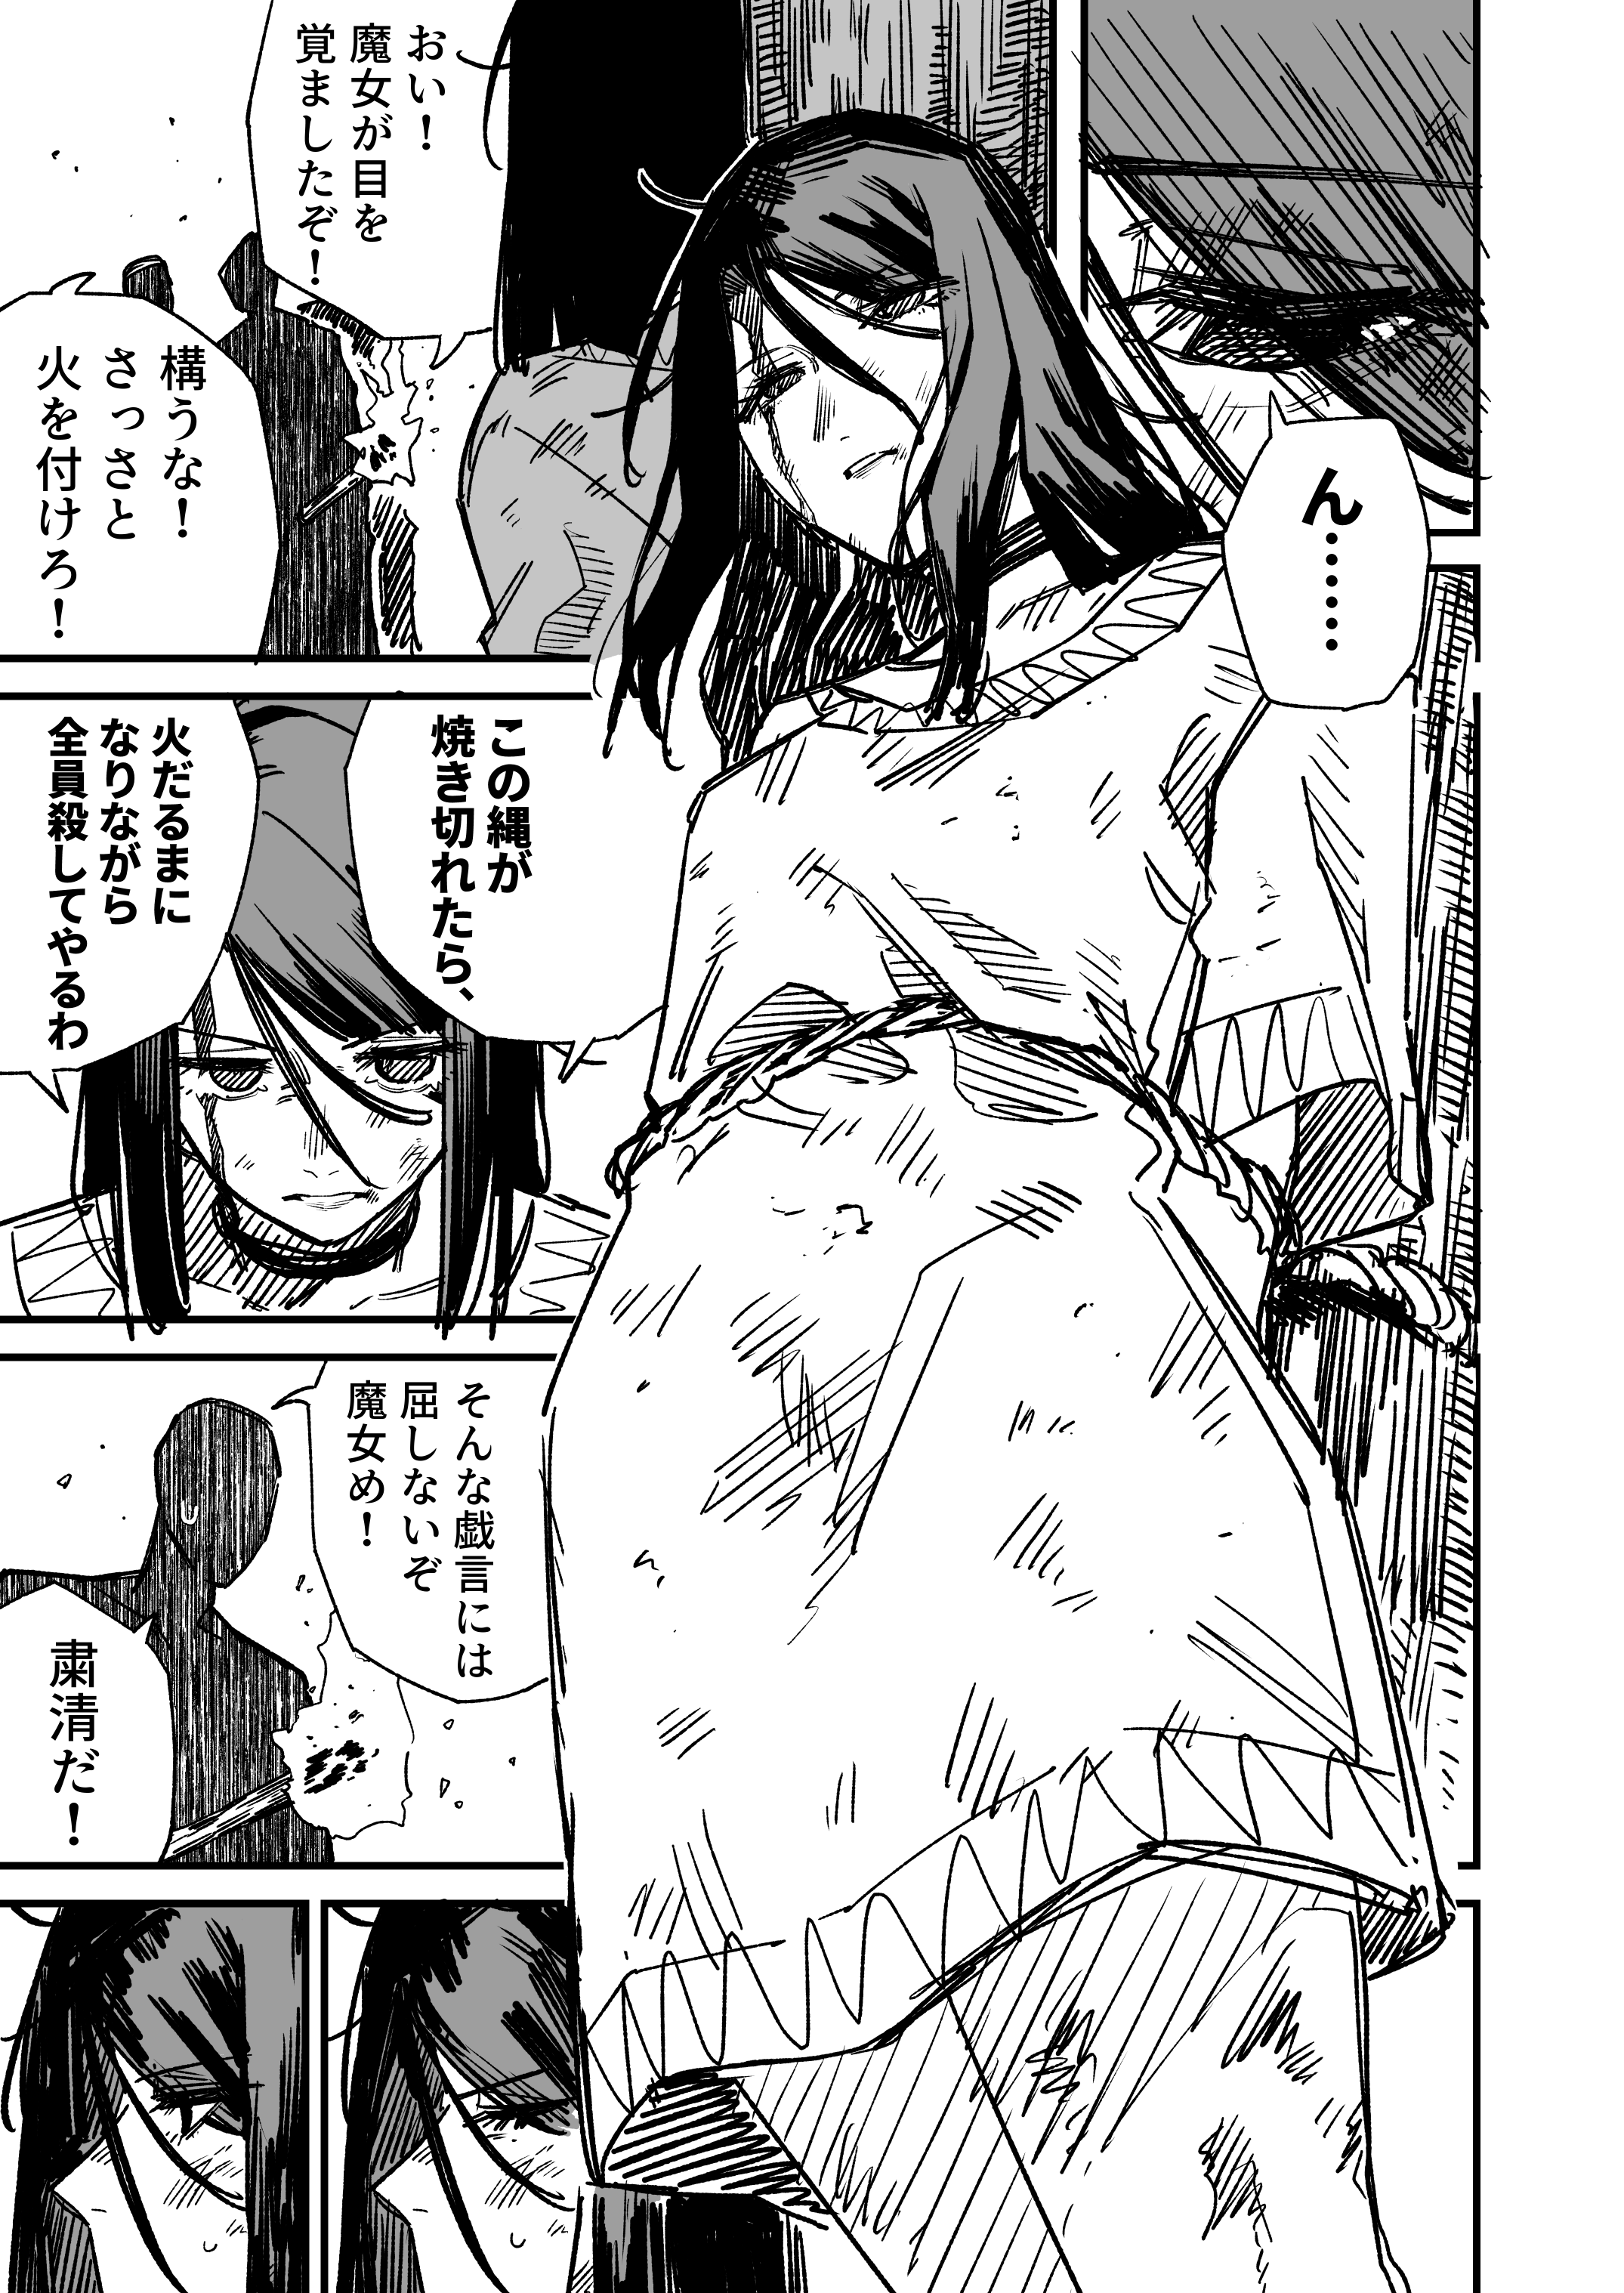 ん……
おい！
魔女が目を
覚ましたぞ！
構うな！
さっさと
火を付けろ！
この縄が
焼き切れたら、
火だるまに
なりながら
全員殺してやるわ
そんな戯言には
屈しないぞ
魔女め！
粛清だ！